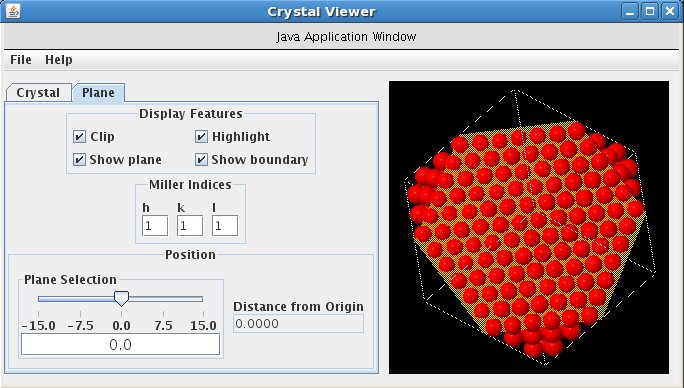 Crystal Viewer
Java Application Window
File Help
Crystal Plane
Display Features
Clip Highlight
Show plane Show boundary
Miller Indices
h k l
1 1 1
Position
Plane Selection
Distance from Origin
-15.0 -7.5 0.0 7.5 15.0
0.0000
0.0